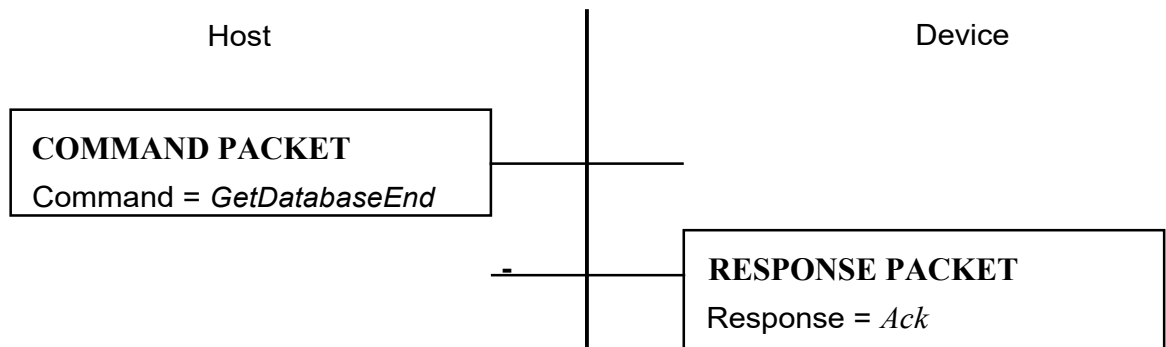 Host
Device
COMMAND PACKET
Command = GetDatabaseEnd
RESPONSE PACKET
Response = Ack